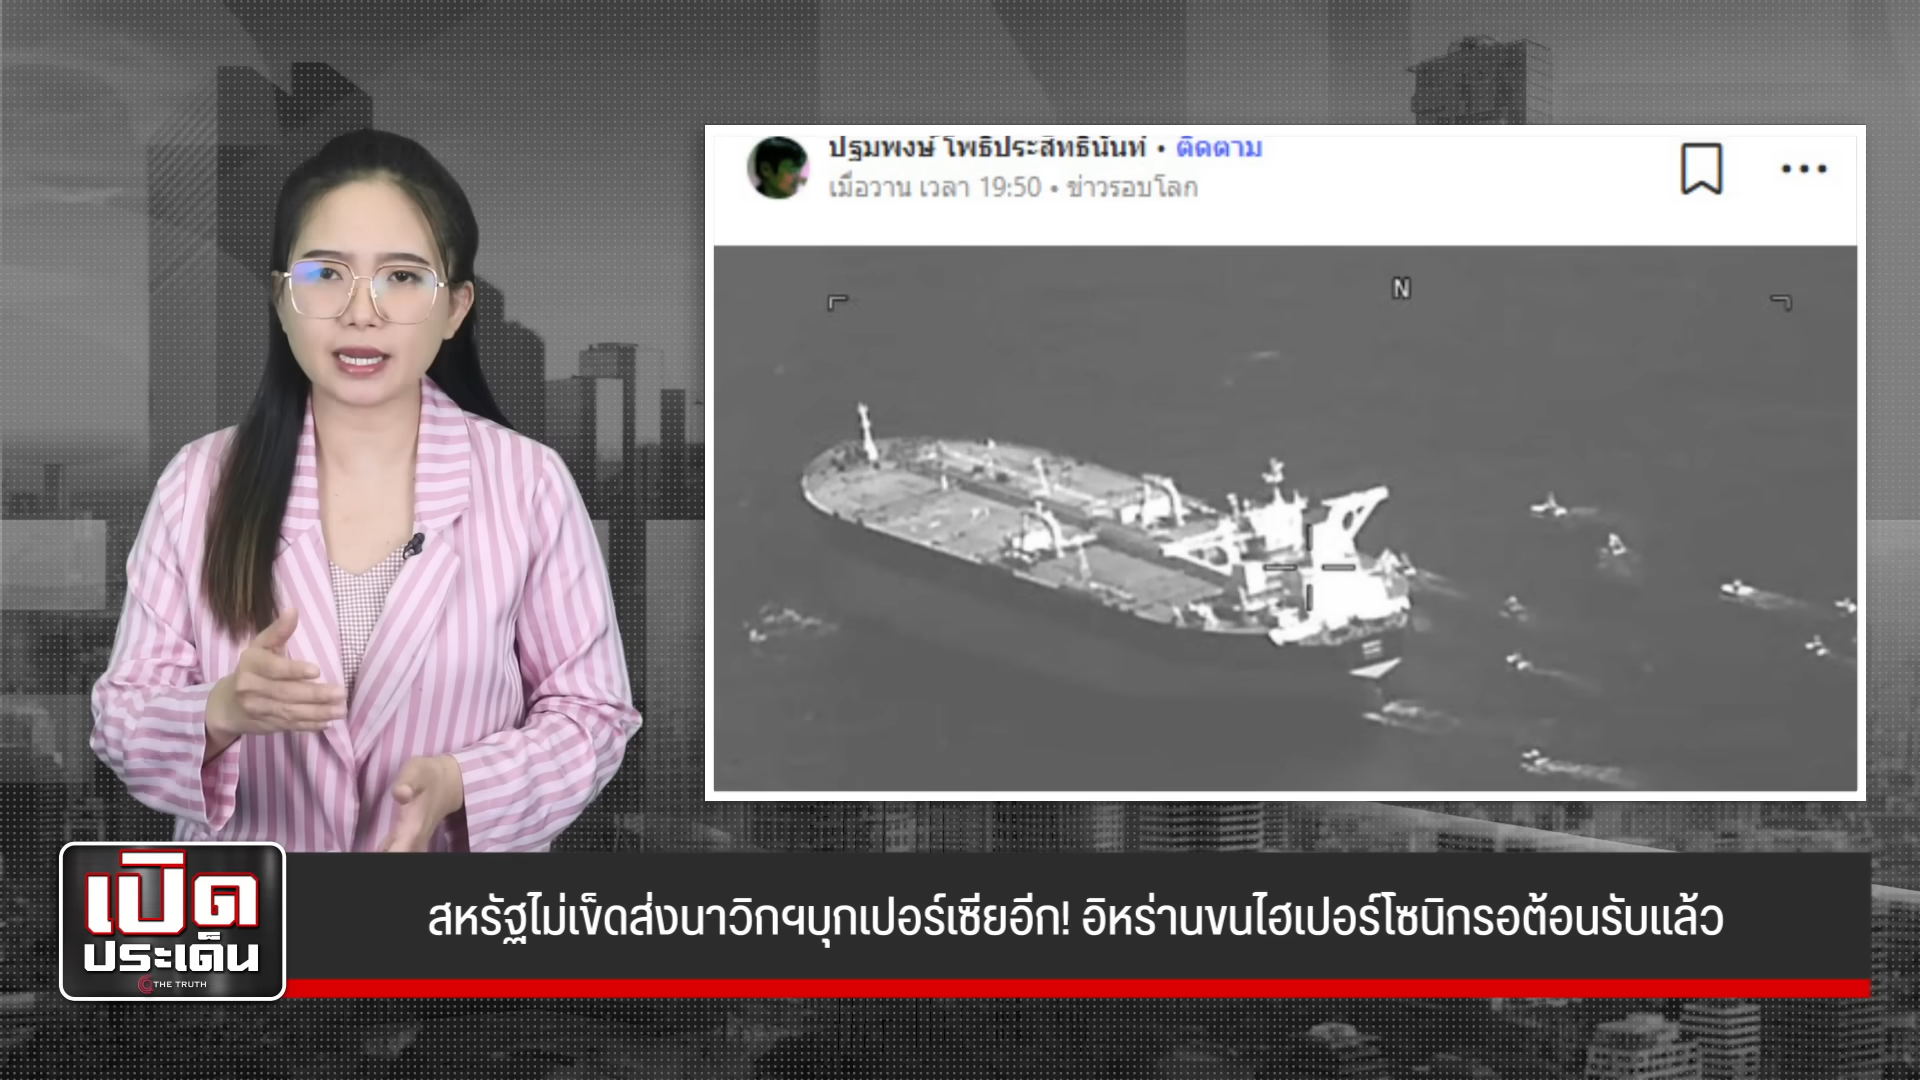 ปฐมพงษ์ โพธิ์ประสิทธินันท์ • ติดตาม
เมื่อวาน เวลา 19:50 • ข่าวรอบโลก
N
เปิด
ประเด็น
THE TRUTH
สหรัฐไม่เข็ดส่งนาวิกฯบุกเปอร์เซียอีก! อิหร่านขนไฮเปอร์โซนิกรอต้อนรับแล้ว